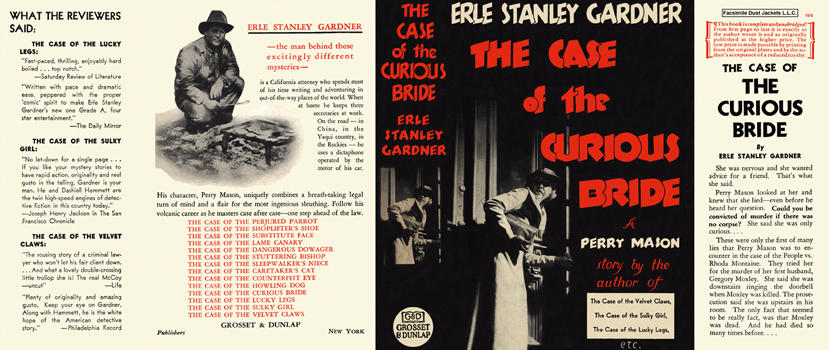 WHAT THE REVIEWERS
SAID:
THE CASE OF THE LUCKY
LEGS:
"Fast-paced, thrilling, enjoyably hard
boiled . . . top notch."
—Saturday Review of Literature
"Written with pace and dramatic
ease, peppered with the proper
'comic' spirit to make Erle Stanley
Gardner's new one Grade A, four
star entertainment."
—The Daily Mirror
THE CASE OF THE SULKY
GIRL:
"No let-down for a single page . . .
If you like your mystery stories to
have rapid action, originality and reel
gusto in the telling, Gardner is your
man. He and Dashiell Hammett are
the twin high-speed engines of detec-
tive fiction in this country today."
—Joseph Henry Jackson in The San
Francisco Chronicle
THE CASE OF THE VELVET
CLAWS:
"The rousing story of a criminal law-
yer who won't let his fair client down.
. . . And what a lovely double-crossing
little trollop she is! The real McCoy
—uncut" —Life
"Plenty of originality and amazing
gusto. Keep your eye on Gardner.
Along with Hammett, he is the white
hope of the American detective
story." —Philadelphia Record
ERLE STANLEY GARDNER
—the man behind these
excitingly different
mysteries—
is a California attorney who spends most
of his time writing and adventuring in
out-of-the-way places of the world. When
at home he keeps three
secretaries at work.
On the road — in
China, in the
Yaqui country, in
the Rockies — he
uses a dictaphone
operated by the
motor of his car.
His character, Perry Mason, uniquely combines a breath-taking legal
turn of mind and a flair for the most ingenious sleuthing. Follow his
volcanic career as he masters case after case—one step ahead of the law.
THE CASE OF THE PERJURED PARROT
THE CASE OF THE SHOPLIFTER'S SHOE
THE CASE OF THE SUBSTITUTE FACE
THE CASE OF THE LAME CANARY
THE CASE OF THE DANGEROUS DOWAGER
THE CASE OF THE STUTTERING BISHOP
THE CASE OF THE SLEEPWALKER'S NIECE
THE CASE OF THE CARETAKER'S CAT
THE CASE OF THE COUNTERFEIT EYE
THE CASE OF THE HOWLING DOG
THE CASE OF THE CURIOUS BRIDE
THE CASE OF THE LUCKY LEGS
THE CASE OF THE SULKY GIRL
THE CASE OF THE VELVET CLAWS
Publishers GROSSET & DUNLAP NEW YORK
THE
CASE
of the
CURIOUS
BRIDE
ERLE
STANLEY
GARDNER
G&D
GROSSET
& DUNLAP
ERLE STANLEY GARDNER
THE CASE
of the
CURIOUS
BRIDE
A
PERRY MASON
story by the
author of
The Case of the Velvet Claws,
The Case of the Sulky Girl,
The Case of the Lucky Legs,
etc.
Facsimile Dust Jackets L.L.C.
This book is complete and unabridged!
From first page to last it is exactly as
the author wrote it and as originally
published at the higher price. The
low price is made possible by printing
from the original plates and by the au-
thor's acceptance of a reduced royalty.
THE CASE OF
THE
CURIOUS
BRIDE
By
ERLE STANLEY GARDNER
She was nervous and she wanted
advice for a friend. That's what
she said.
Perry Mason looked at her and
knew that she lied—even before he
heard her question. Could you be
convicted of murder if there was
no corpse? She said she was only
curious. . . .
These were only the first of many
lies that Perry Mason was to en-
counter in the case of the People vs.
Rhoda Montaine. They tried her
for the murder of her first husband,
Gregory Moxley. She said she was
downstairs ringing the doorbell
when Moxley was killed. The prose-
cution said she was upstairs in his
room. The only fact that seemed
to be really fact, was that Moxley
was dead. And he had died so
many times before. . . .